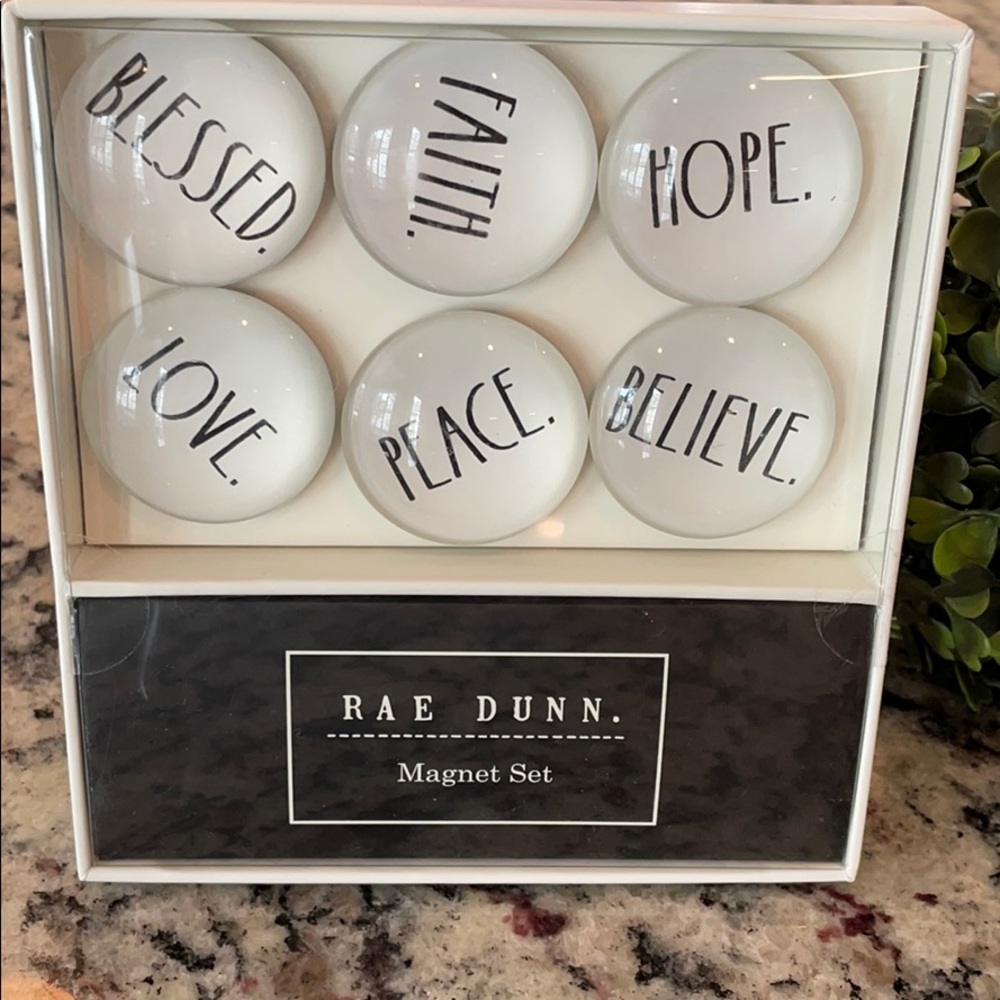 BLESSED.
FAITH.
HOPE.
LOVE.
PEACE.
BELIEVE.
RAE DUNN.
Magnet Set